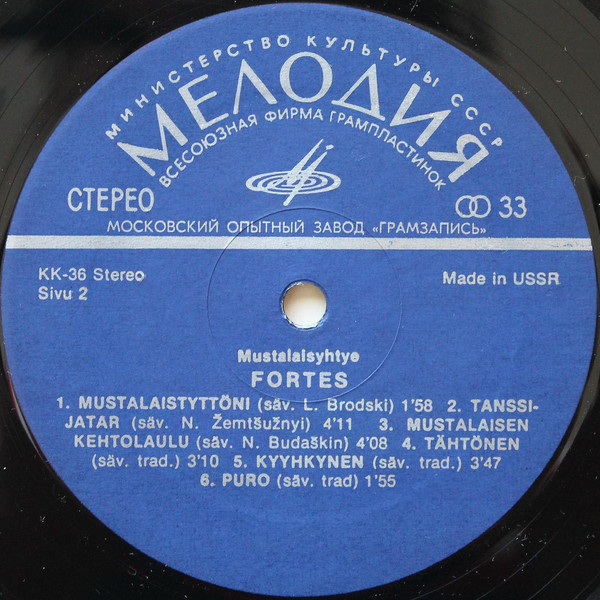 МИНИСТЕРСТВО КУЛЬТУРЫ СССР
МЕЛОДИЯ
ВСЕСОЮЗНАЯ ФИРМА ГРАМПЛАСТИНОК
СТЕРЕО
33
МОСКОВСКИЙ ОПЫТНЫЙ ЗАВОД «ГРАМЗАПИСЬ»
KK-36 Stereo
Made in USSR
Sivu 2
Mustalaisyhtye
FORTES
1. MUSTALAISTYTTÖNI (säv. L. Brodski) 1'58 2. TANSSI-
JATAR (säv. N. Žemtšužnyi) 4'11 3. MUSTALAISEN
KEHTOLAULU (säv. N. Budaškin) 4'08 4. TÄHTÖNEN
(säv. trad.) 3'10 5. KYYHKYNEN (säv. trad.) 3'47
6. PURO (säv. trad) 1'55